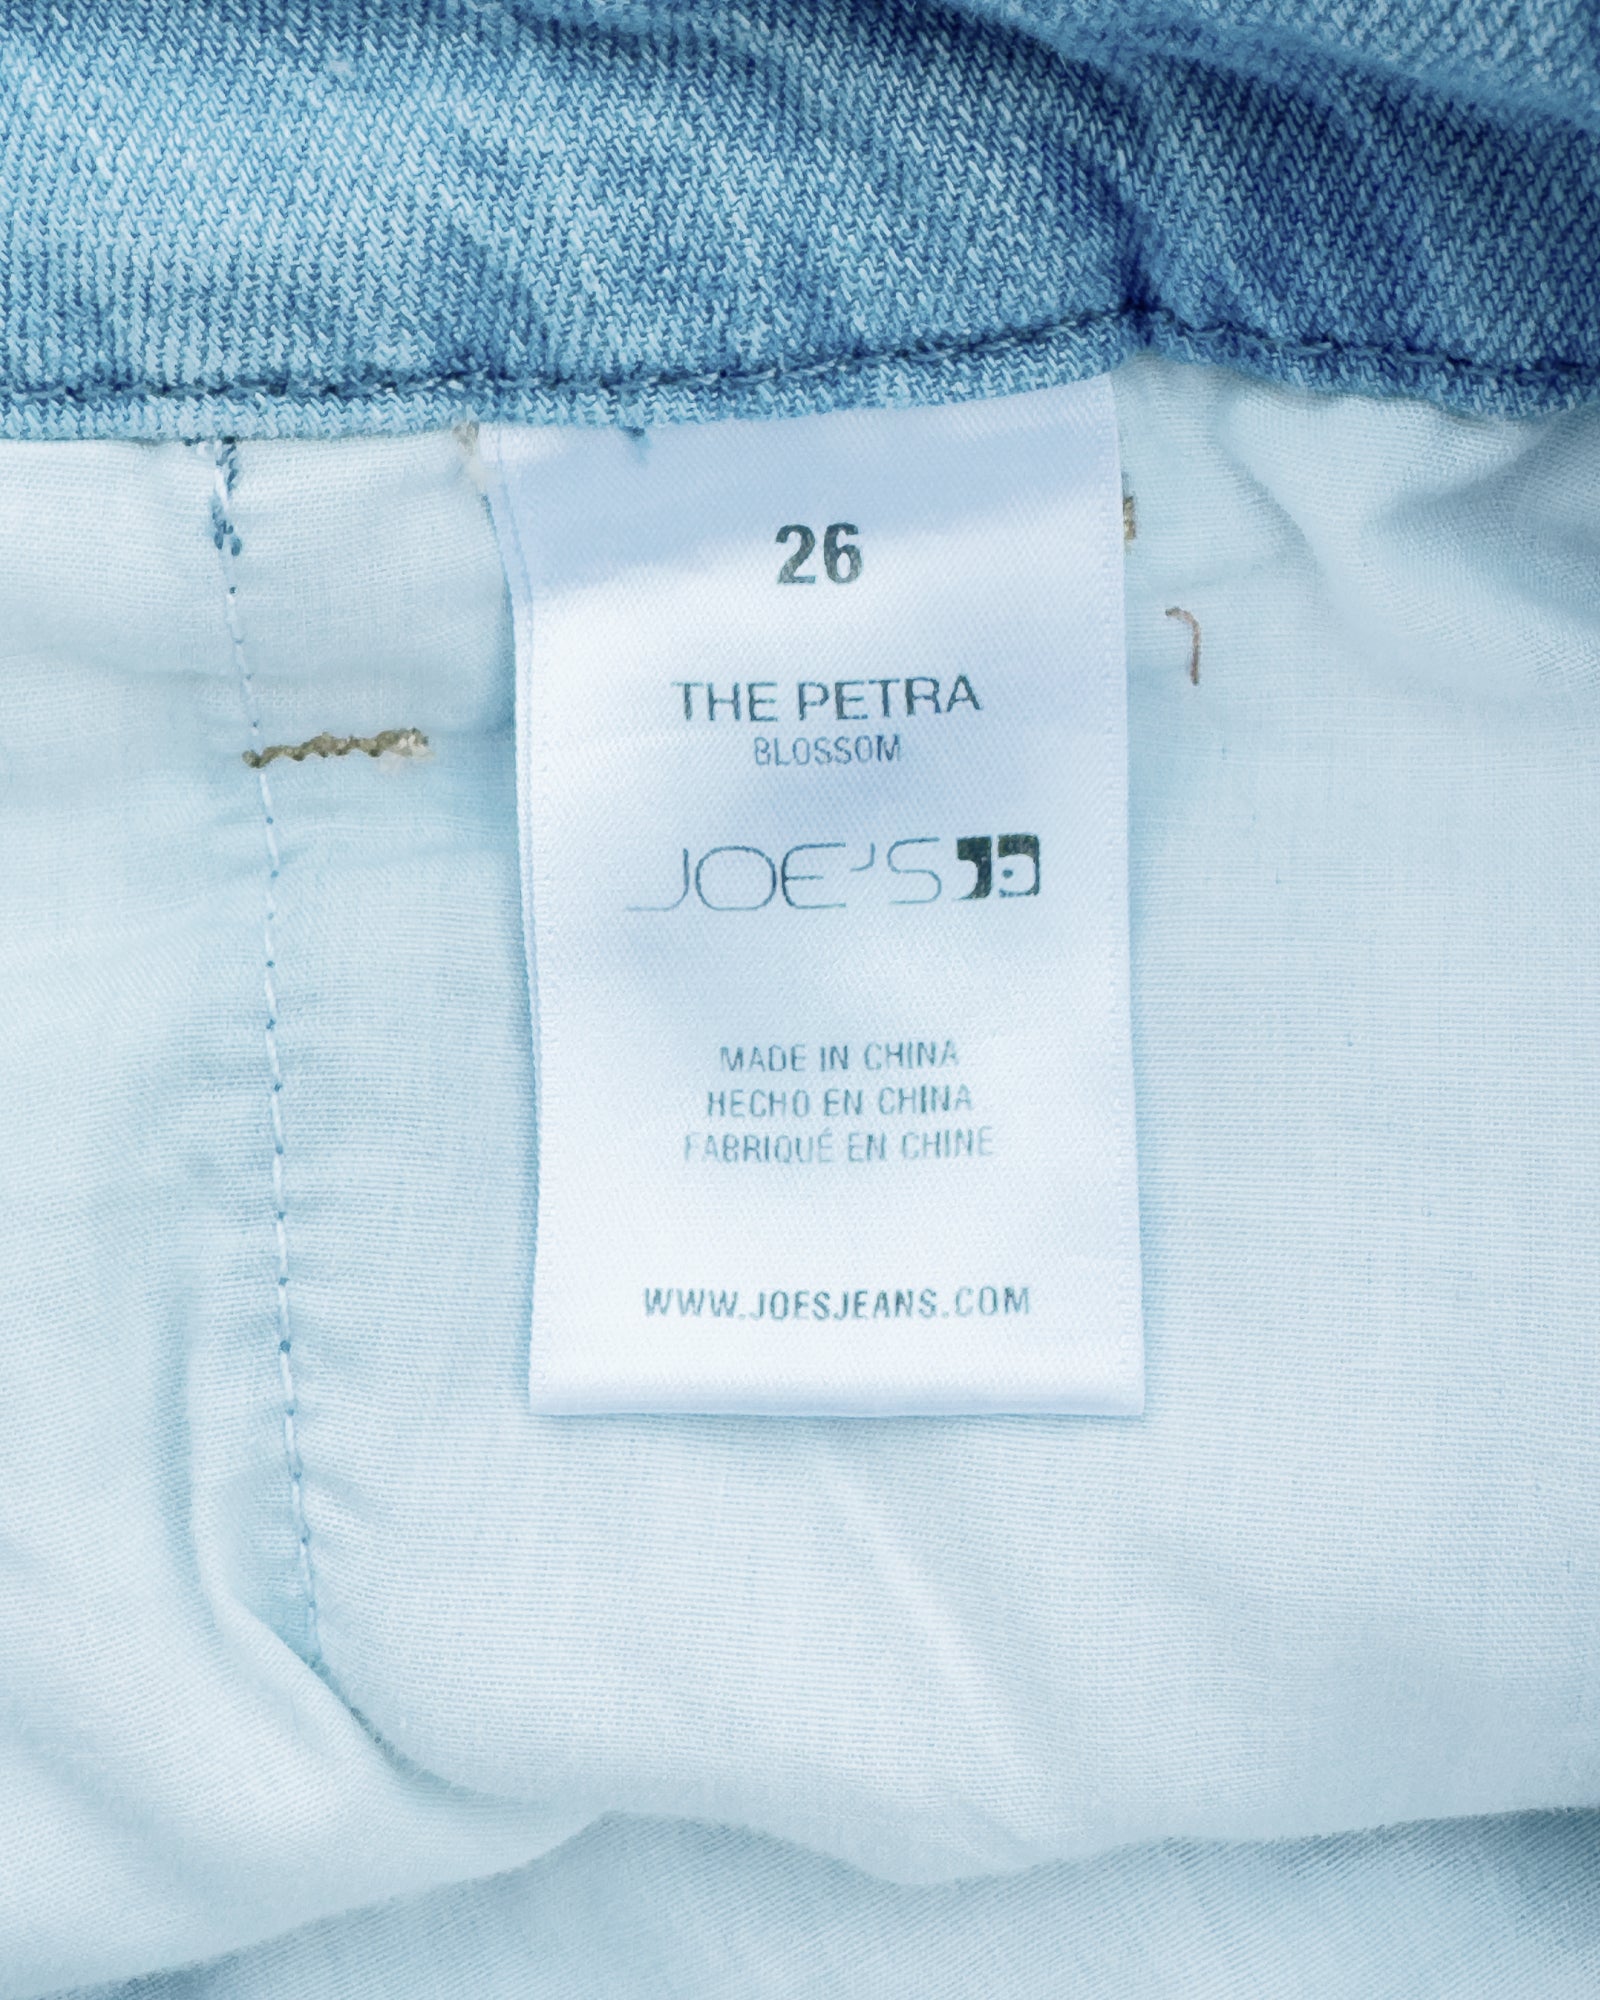 26
THE PETRA
BLOSSOM
JOE'S
MADE IN CHINA
HECHO EN CHINA
FABRIQUÉ EN CHINE
WWW.JOESJEANS.COM